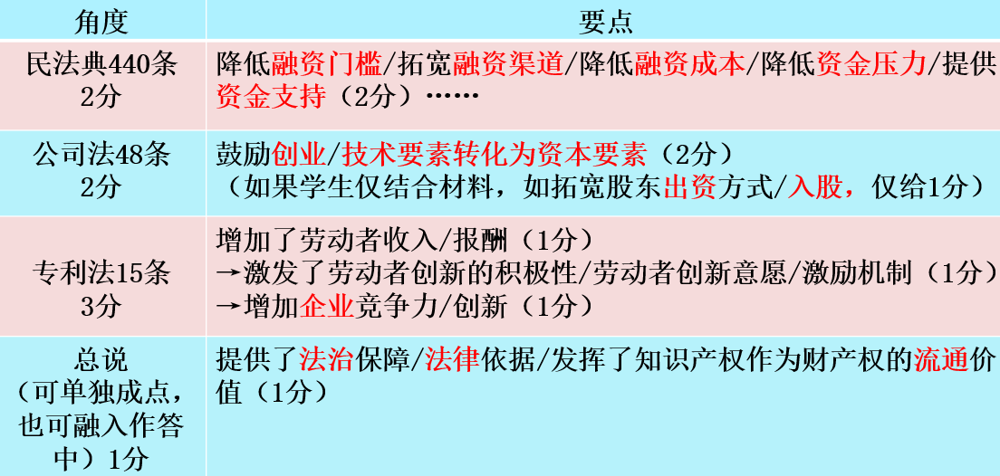 角度
要点
民法典440条
2分
降低融资门槛/拓宽融资渠道/降低融资成本/降低资金压力/提供
资金支持（2分）……
公司法48条
2分
鼓励创业/技术要素转化为资本要素（2分）
（如果学生仅结合材料，如拓宽股东出资方式/入股，仅给1分）
专利法15条
3分
增加了劳动者收入/报酬（1分）
→激发了劳动者创新的积极性/劳动者创新意愿/激励机制（1分）
→增加企业竞争力/创新（1分）
总说
（可单独成点，
也可融入作答
中）1分
提供了法治保障/法律依据/发挥了知识产权作为财产权的流通价
值（1分）